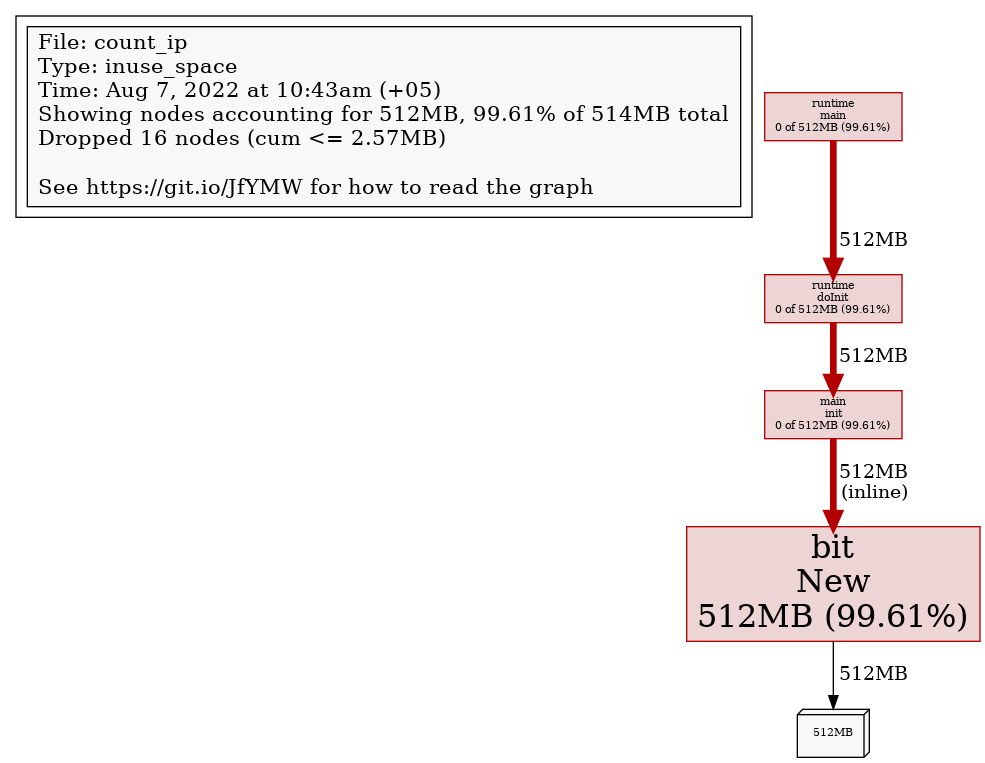 File: count_ip
Type: inuse_space
Time: Aug 7, 2022 at 10:43am (+05)
Showing nodes accounting for 512MB, 99.61% of 514MB total
Dropped 16 nodes (cum <= 2.57MB)
See https://git.io/JfYMW for how to read the graph
runtime
main
0 of 512MB (99.61%)
512MB
runtime
doInit
0 of 512MB (99.61%)
512MB
main
init
0 of 512MB (99.61%)
512MB
(inline)
bit
New
512MB (99.61%)
512MB
512MB